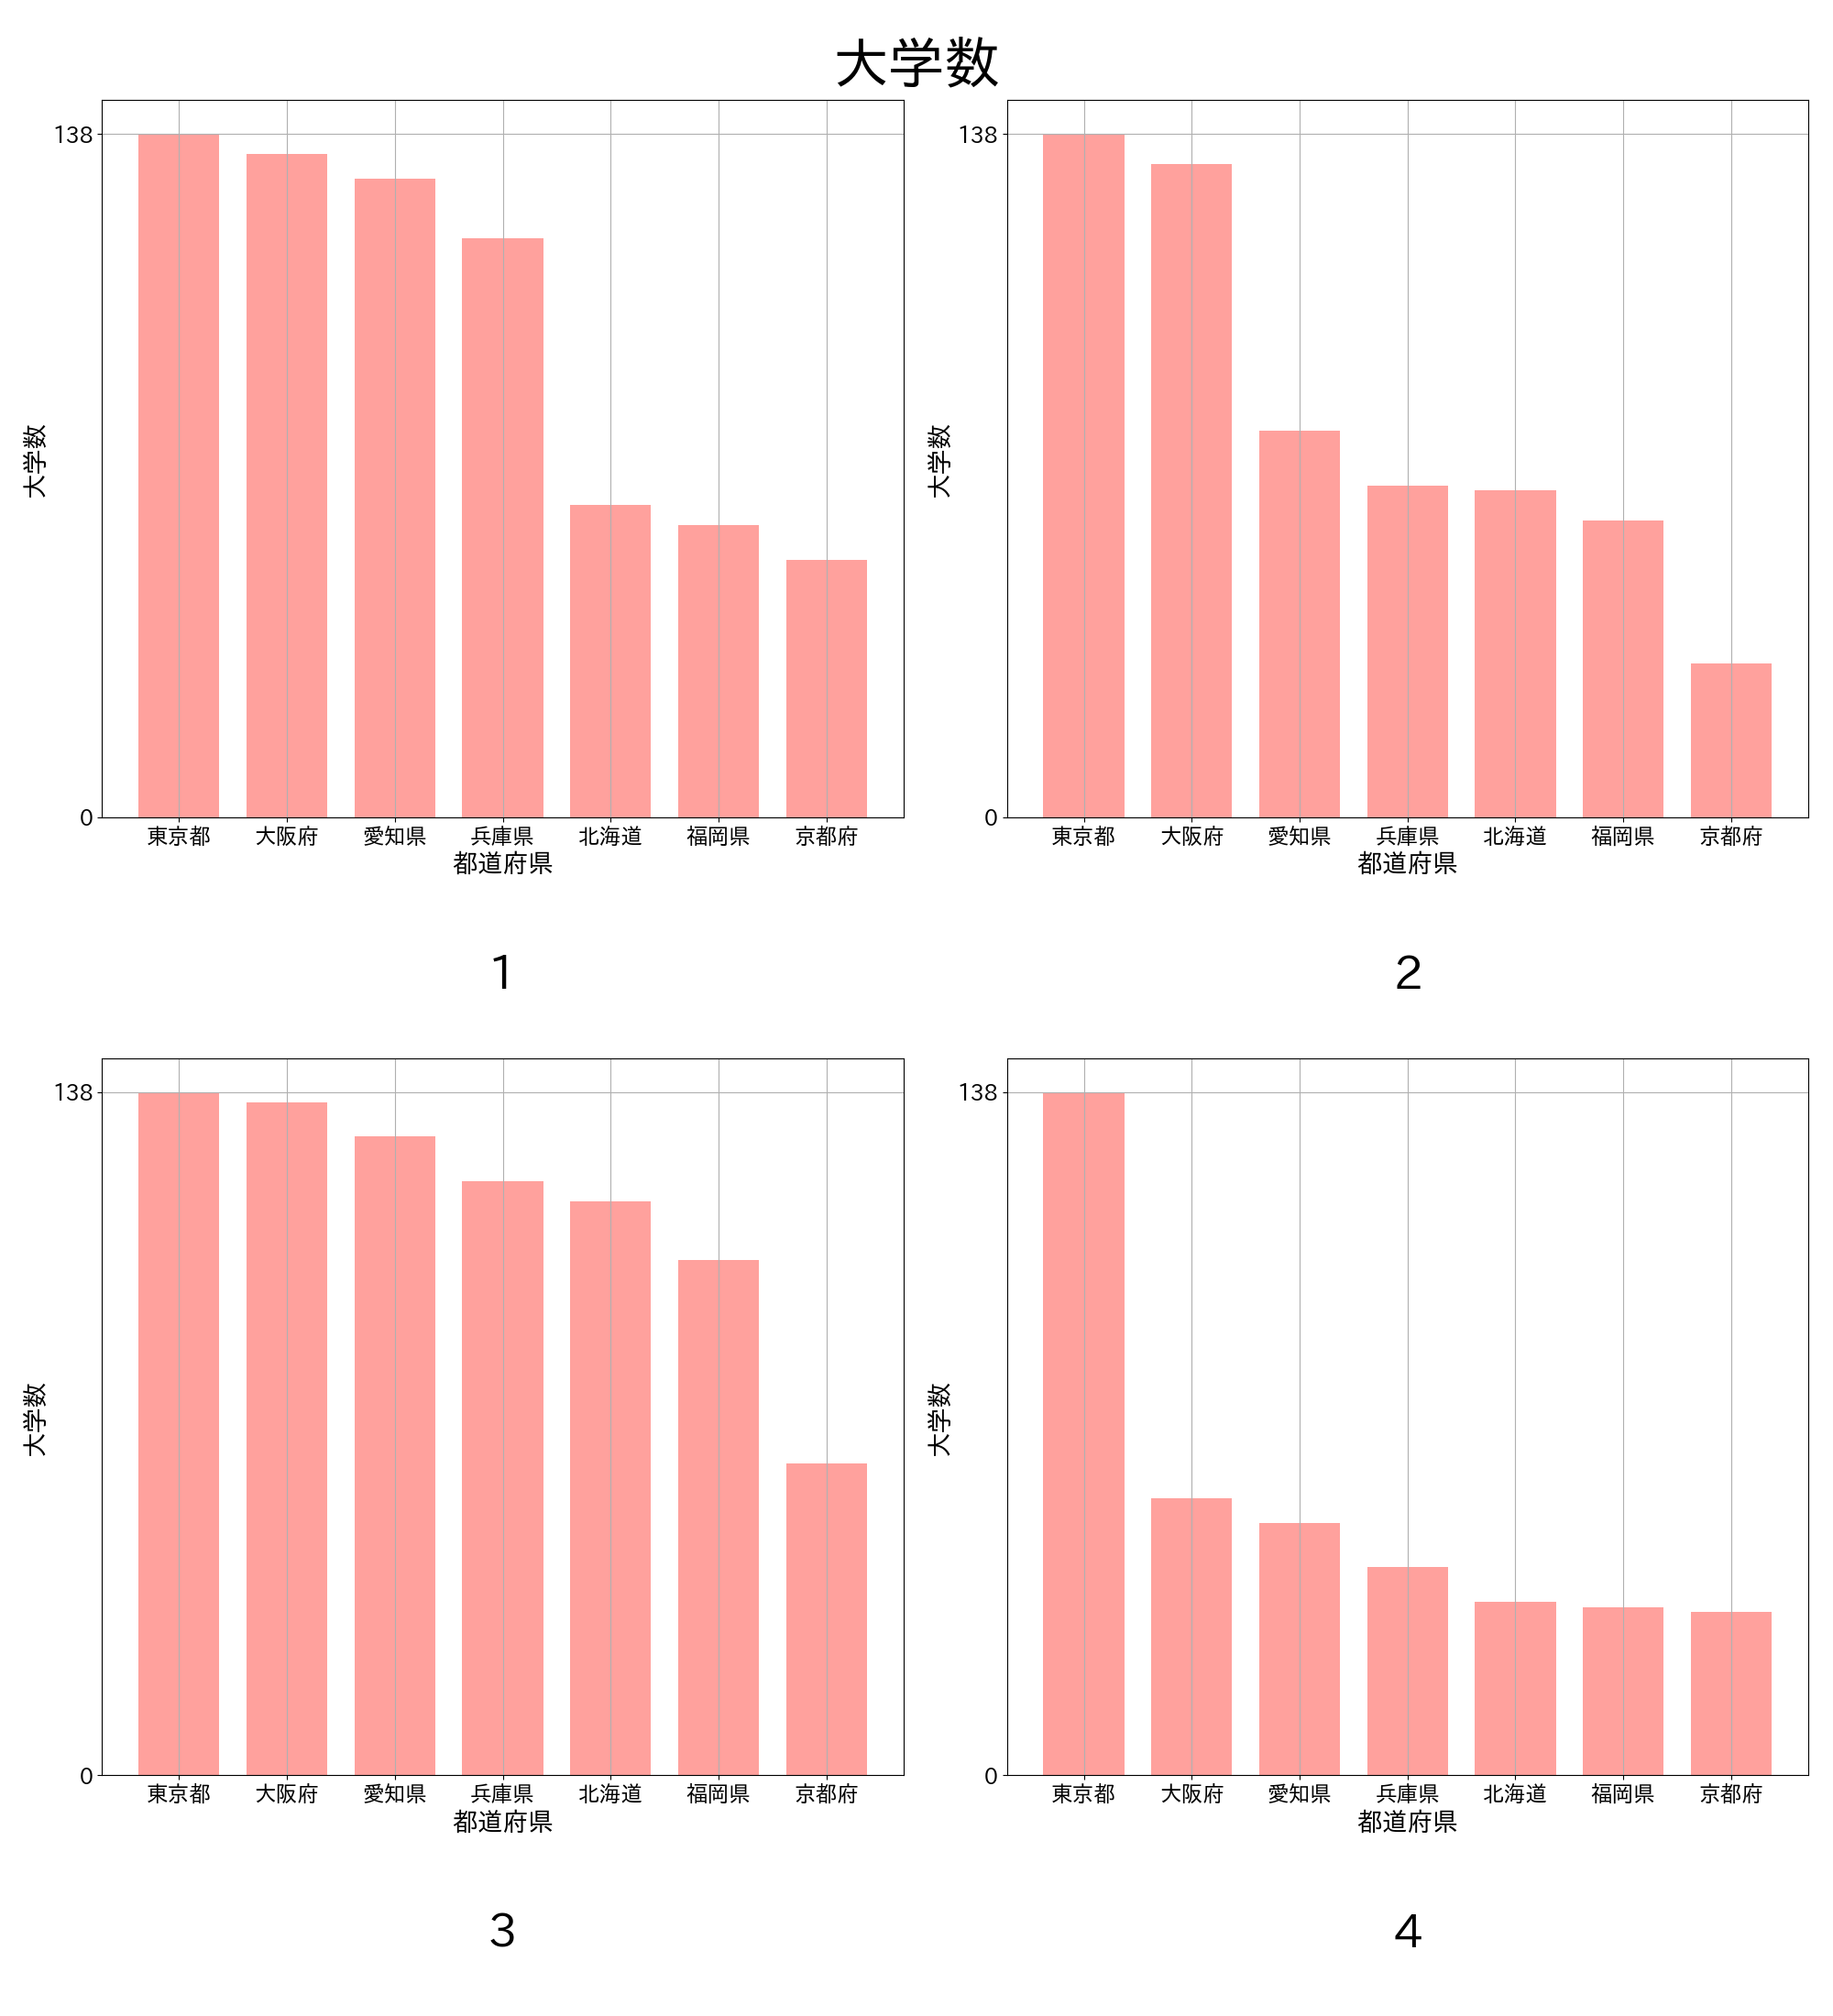 大学数
138
0
大学数
東京都 大阪府 愛知県 兵庫県 北海道 福岡県 京都府
都道府県
1
138
0
大学数
東京都 大阪府 愛知県 兵庫県 北海道 福岡県 京都府
都道府県
2
138
0
大学数
東京都 大阪府 愛知県 兵庫県 北海道 福岡県 京都府
都道府県
3
138
0
大学数
東京都 大阪府 愛知県 兵庫県 北海道 福岡県 京都府
都道府県
4